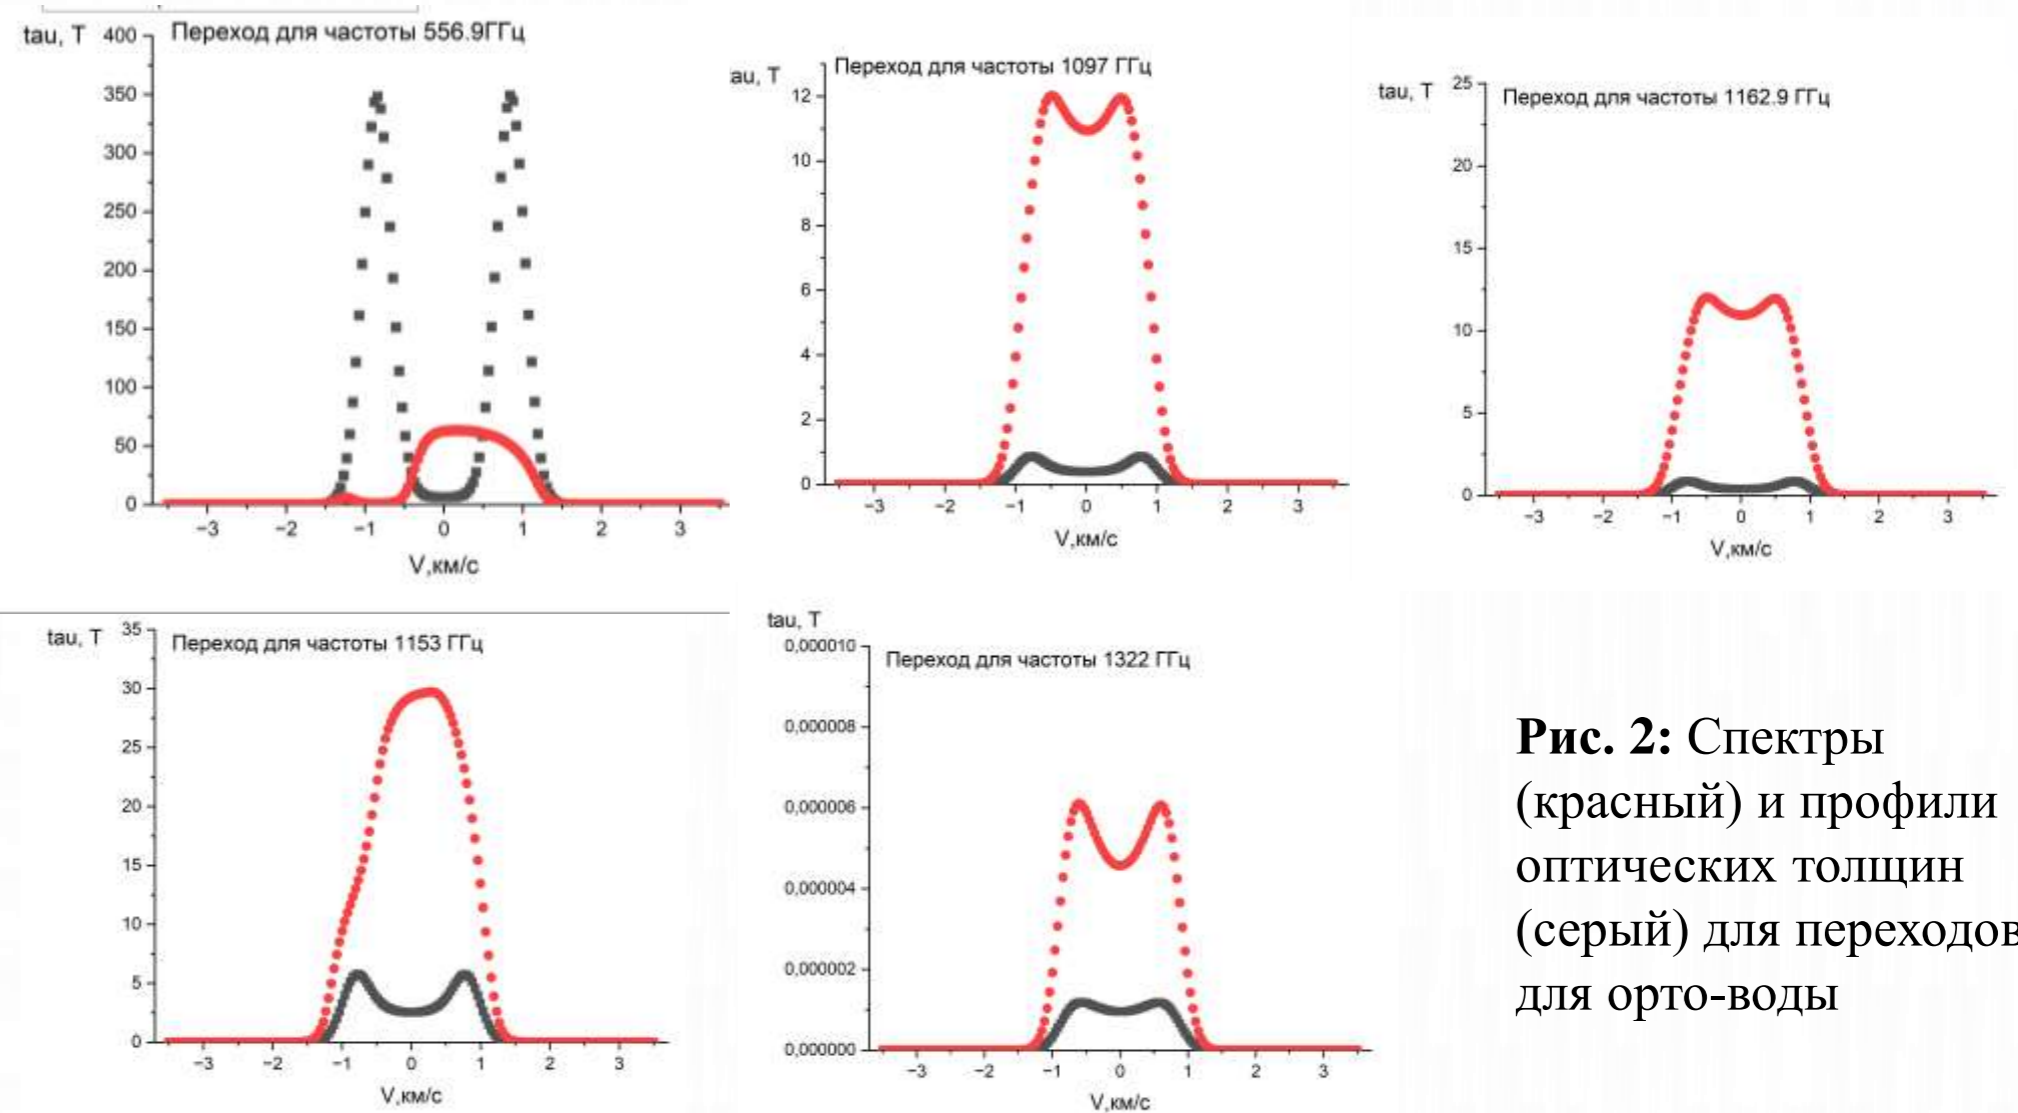 tau, T
Переход для частоты 556.9ГГц
400
350
300
250
200
150
100
50
0
−3 −2 −1 0 1 2 3
V,км/с
au, T
Переход для частоты 1097 ГГц
12
10
8
6
4
2
0
−3 −2 −1 0 1 2 3
V,км/с
tau, T
Переход для частоты 1162.9 ГГц
25
20
15
10
5
0
−3 −2 −1 0 1 2 3
V,км/с
tau, T
Переход для частоты 1153 ГГц
35
30
25
20
15
10
5
0
−3 −2 −1 0 1 2 3
V,км/с
tau, T
Переход для частоты 1322 ГГц
0,000010
0,000008
0,000006
0,000004
0,000002
0,000000
−3 −2 −1 0 1 2 3
V,км/с
Рис. 2: Спектры
(красный) и профили
оптических толщин
(серый) для переходов
для орто-воды